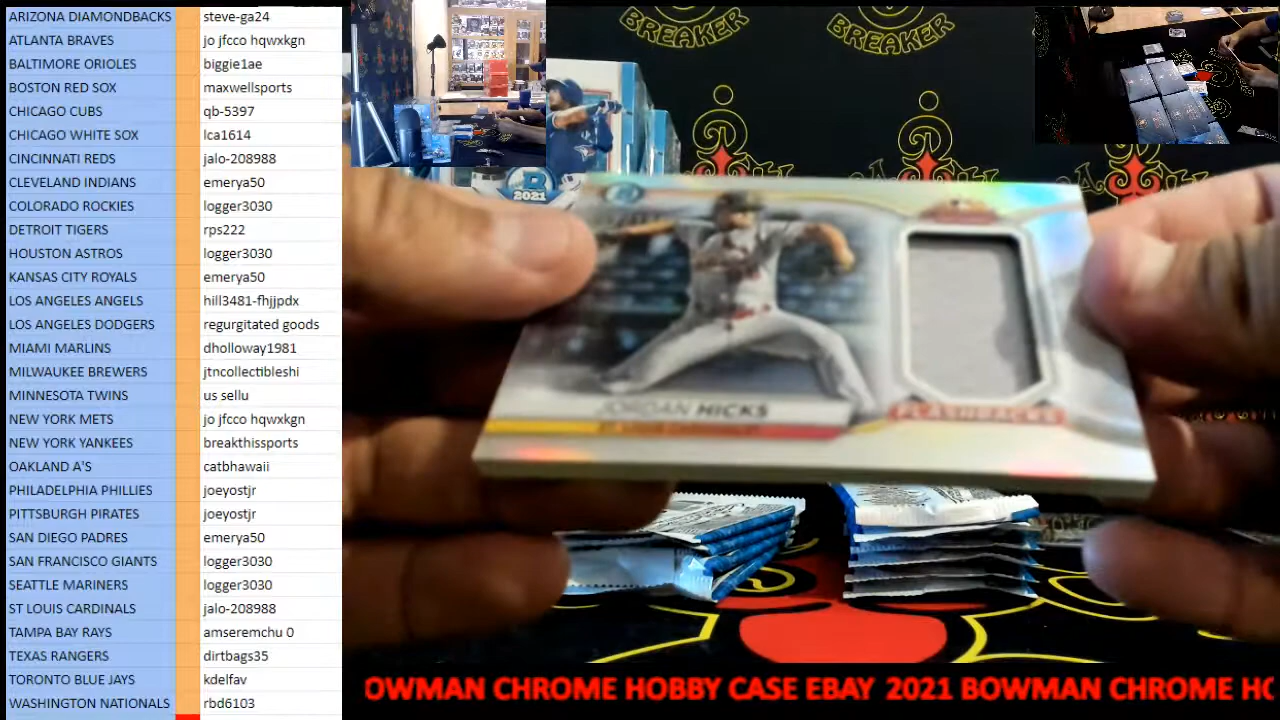 ARIZONA DIAMONDBACKS steve-ga24
ATLANTA BRAVES jo jfcco hqwxkgn
BALTIMORE ORIOLES biggie1ae
BOSTON RED SOX maxwellsports
CHICAGO CUBS qb-5397
CHICAGO WHITE SOX lca1614
CINCINNATI REDS jalo-208988
CLEVELAND INDIANS emerya50
COLORADO ROCKIES logger3030
DETROIT TIGERS rps222
HOUSTON ASTROS logger3030
KANSAS CITY ROYALS emerya50
LOS ANGELES ANGELS hill3481-fhjjpdx
LOS ANGELES DODGERS regurgitated goods
MIAMI MARLINS dholloway1981
MILWAUKEE BREWERS jtncollectibleshi
MINNESOTA TWINS us sellu
NEW YORK METS jo jfcco hqwxkgn
NEW YORK YANKEES breakthissports
OAKLAND A'S catbhawaii
PHILADELPHIA PHILLIES joeyostjr
PITTSBURGH PIRATES joeyostjr
SAN DIEGO PADRES emerya50
SAN FRANCISCO GIANTS logger3030
SEATTLE MARINERS logger3030
ST LOUIS CARDINALS jalo-208988
TAMPA BAY RAYS amseremchu 0
TEXAS RANGERS dirtbags35
TORONTO BLUE JAYS kdelfav
WASHINGTON NATIONALS rbd6103
BREAKER BREAKER
2021
JORDAN HICKS
FLASHBACKS
OWMAN CHROME HOBBY CASE EBAY 2021 BOWMAN CHROME HO